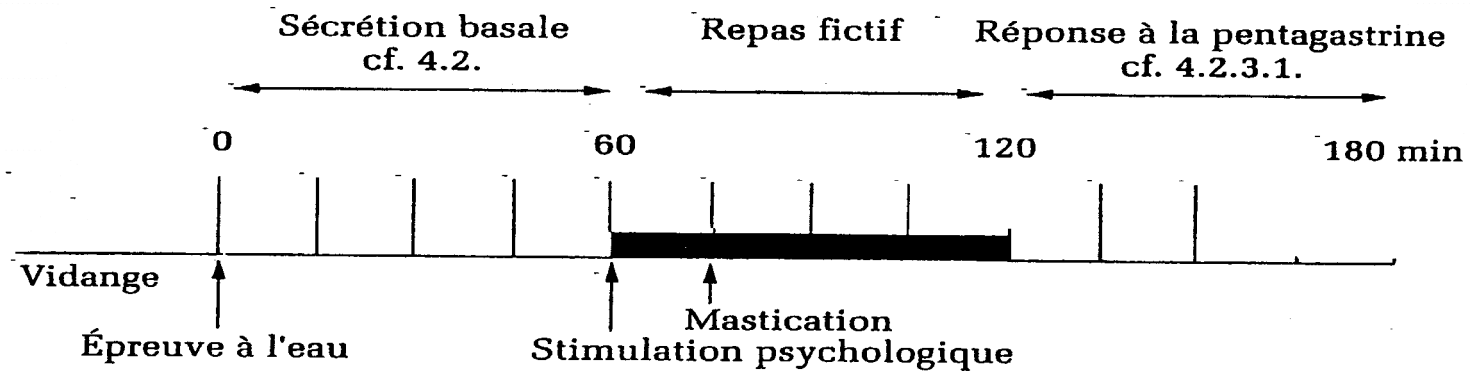 Sécrétion basale
cf. 4.2.
Repas fictif
Réponse à la pentagastrine
cf. 4.2.3.1.
0
60
120
180 min
Vidange
Épreuve à l'eau
Mastication
Stimulation psychologique